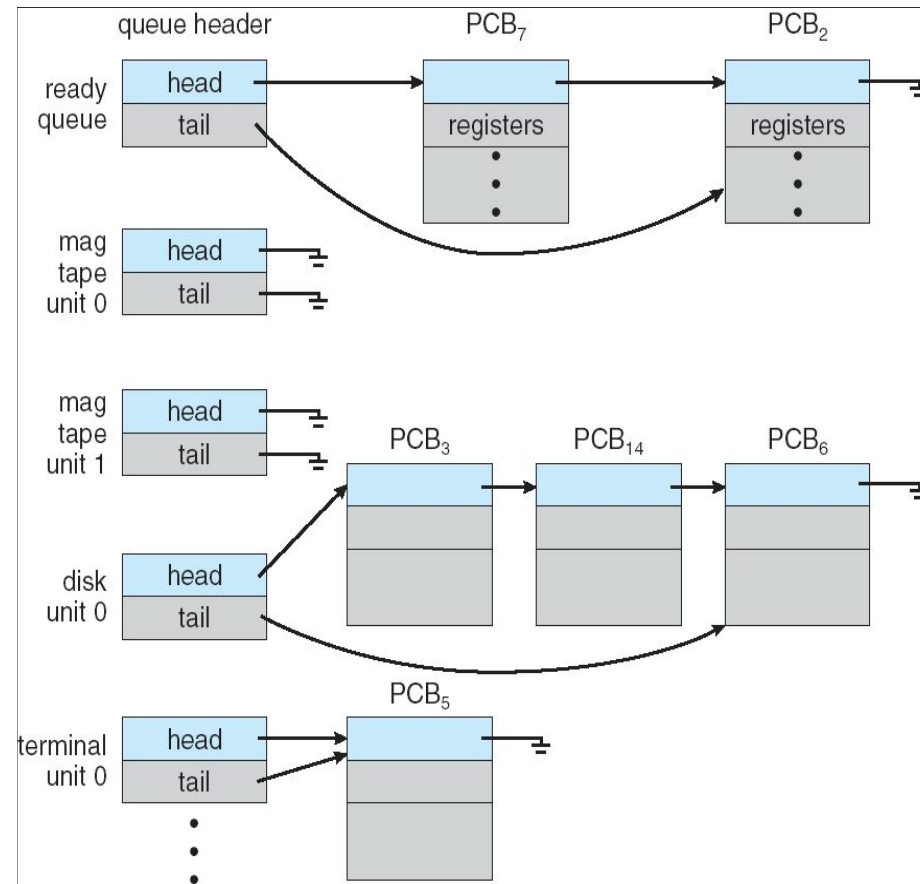 queue header
PCB₇
PCB₂
ready
queue
head
tail
registers
registers
mag
tape
unit 0
head
tail
mag
tape
unit 1
head
tail
PCB₃
PCB₁₄
PCB₆
disk
unit 0
head
tail
PCB₅
terminal
unit 0
head
tail